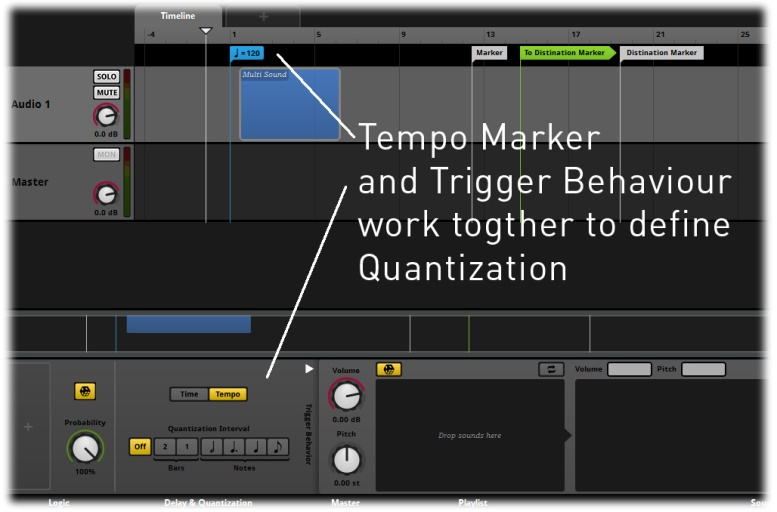 Timeline
+
-4 1 5 9 13 17 21 25
♩=120 Marker To Distination Marker Distination Marker
SOLO
Multi Sound
MUTE
Audio 1
0.0 dB
Tempo Marker
MON
and Trigger Behaviour
Master
work togther to define
0.0 dB
Quantization
Volume
Volume Pitch
Time Tempo
Probability
Trigger Behavior
0.00 dB
Quantization Interval
Pitch
Drop sounds here
Off 2 1
Bars Notes
100%
0.00 st
Logic Delay & Quantization Master Playlist